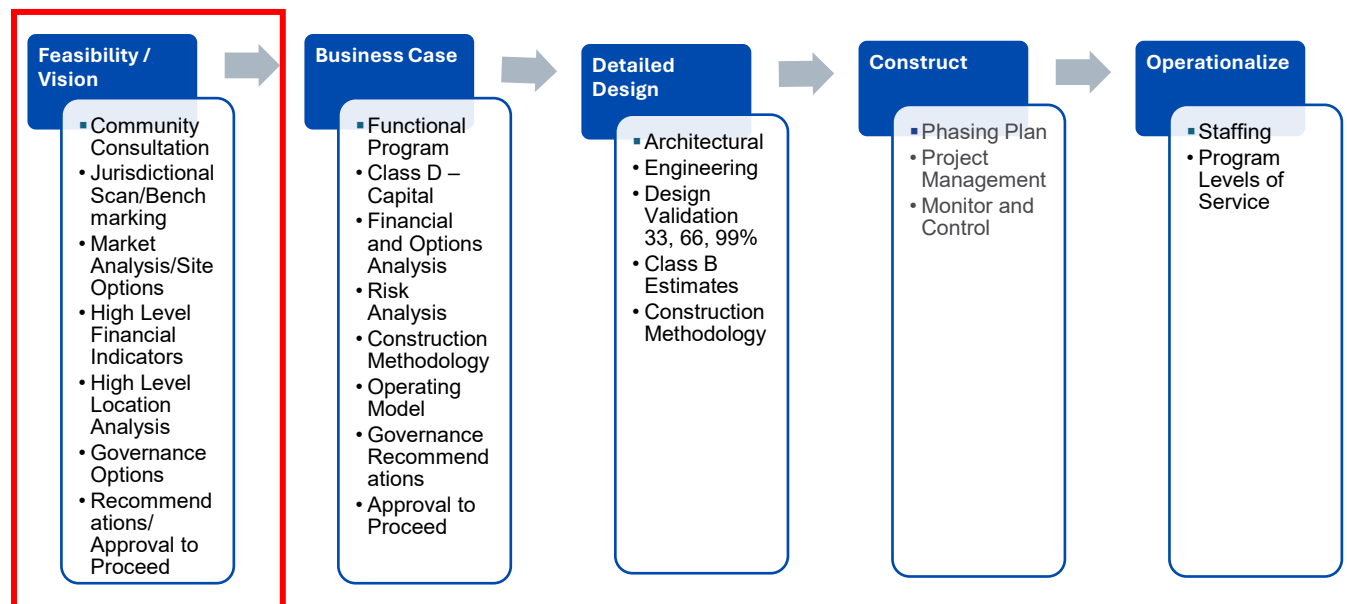 Feasibility /
Vision
▪Community
Consultation
• Jurisdictional
Scan/Bench
marking
• Market
Analysis/Site
Options
• High Level
Financial
Indicators
• High Level
Location
Analysis
• Governance
Options
• Recommend
ations/
Approval to
Proceed
Business Case
▪Functional
Program
• Class D –
Capital
• Financial
and Options
Analysis
• Risk
Analysis
• Construction
Methodology
• Operating
Model
• Governance
Recommend
ations
• Approval to
Proceed
Detailed
Design
▪Architectural
• Engineering
• Design
Validation
33, 66, 99%
• Class B
Estimates
• Construction
Methodology
Construct
▪Phasing Plan
• Project
Management
• Monitor and
Control
Operationalize
▪Staffing
• Program
Levels of
Service